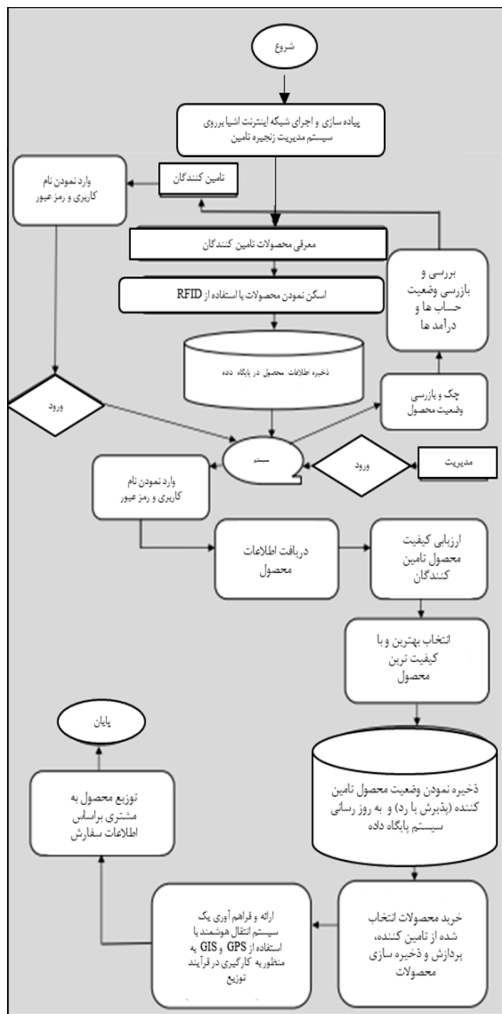 شروع
پیاده سازی و اجرای شبکه اینترنت اشیا برروی
سیستم مدیریت زنجیره تامین
تامین کنندگان
وارد نمودن نام
کاربری و رمز عبور
معرفی محصولات تامین کنندگان
اسکن نمودن محصولات با استفاده از RFID
بررسی و
بازرسی وضعیت
حساب ها و
درآمد ها
ذخیره اطلاعات محصول در پایگاه داده
چک و بازرسی
وضعیت محصول
ورود
سیستم
ورود
مدیریت
وارد نمودن نام
کاربری و رمز عبور
دریافت اطلاعات
محصول
ارزیابی کیفیت
محصول تامین
کنندگان
انتخاب بهترین و با
کیفیت ترین
محصول
ذخیره نمودن وضعیت محصول تامین
کننده (پذیرش یا رد) و به روز رسانی
سیستم پایگاه داده
خرید محصولات انتخاب
شده از تامین کننده،
پردازش و ذخیره سازی
محصولات
ارائه و فراهم آوری یک
سیستم انتقال هوشمند با
استفاده از GPS و GIS به
منظور به کارگیری در فرآیند
توزیع
توزیع محصول به
مشتری براساس
اطلاعات سفارش
پایان